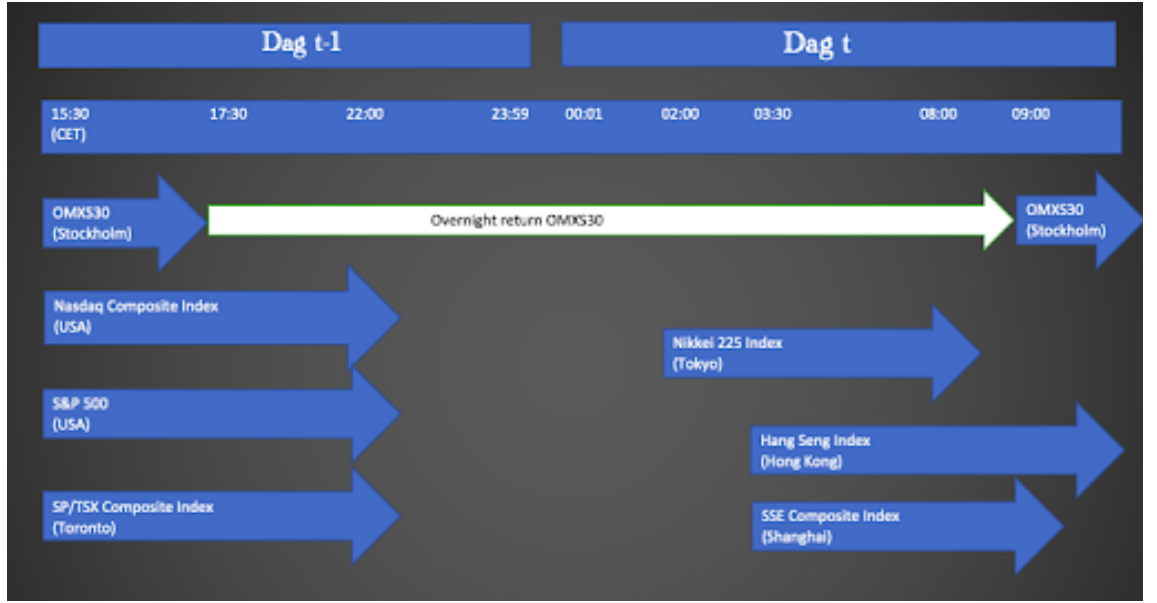 Dag t-1
Dag t
15:30 17:30 22:00 23:59 00:01 02:00 03:30 08:00 09:00
(CET)
OMXS30
(Stockholm)
Overnight return OMXS30
OMXS30
(Stockholm)
Nasdaq Composite Index
(USA)
Nikkei 225 Index
(Tokyo)
S&P 500
(USA)
Hang Seng Index
(Hong Kong)
SP/TSX Composite Index
(Toronto)
SSE Composite Index
(Shanghai)